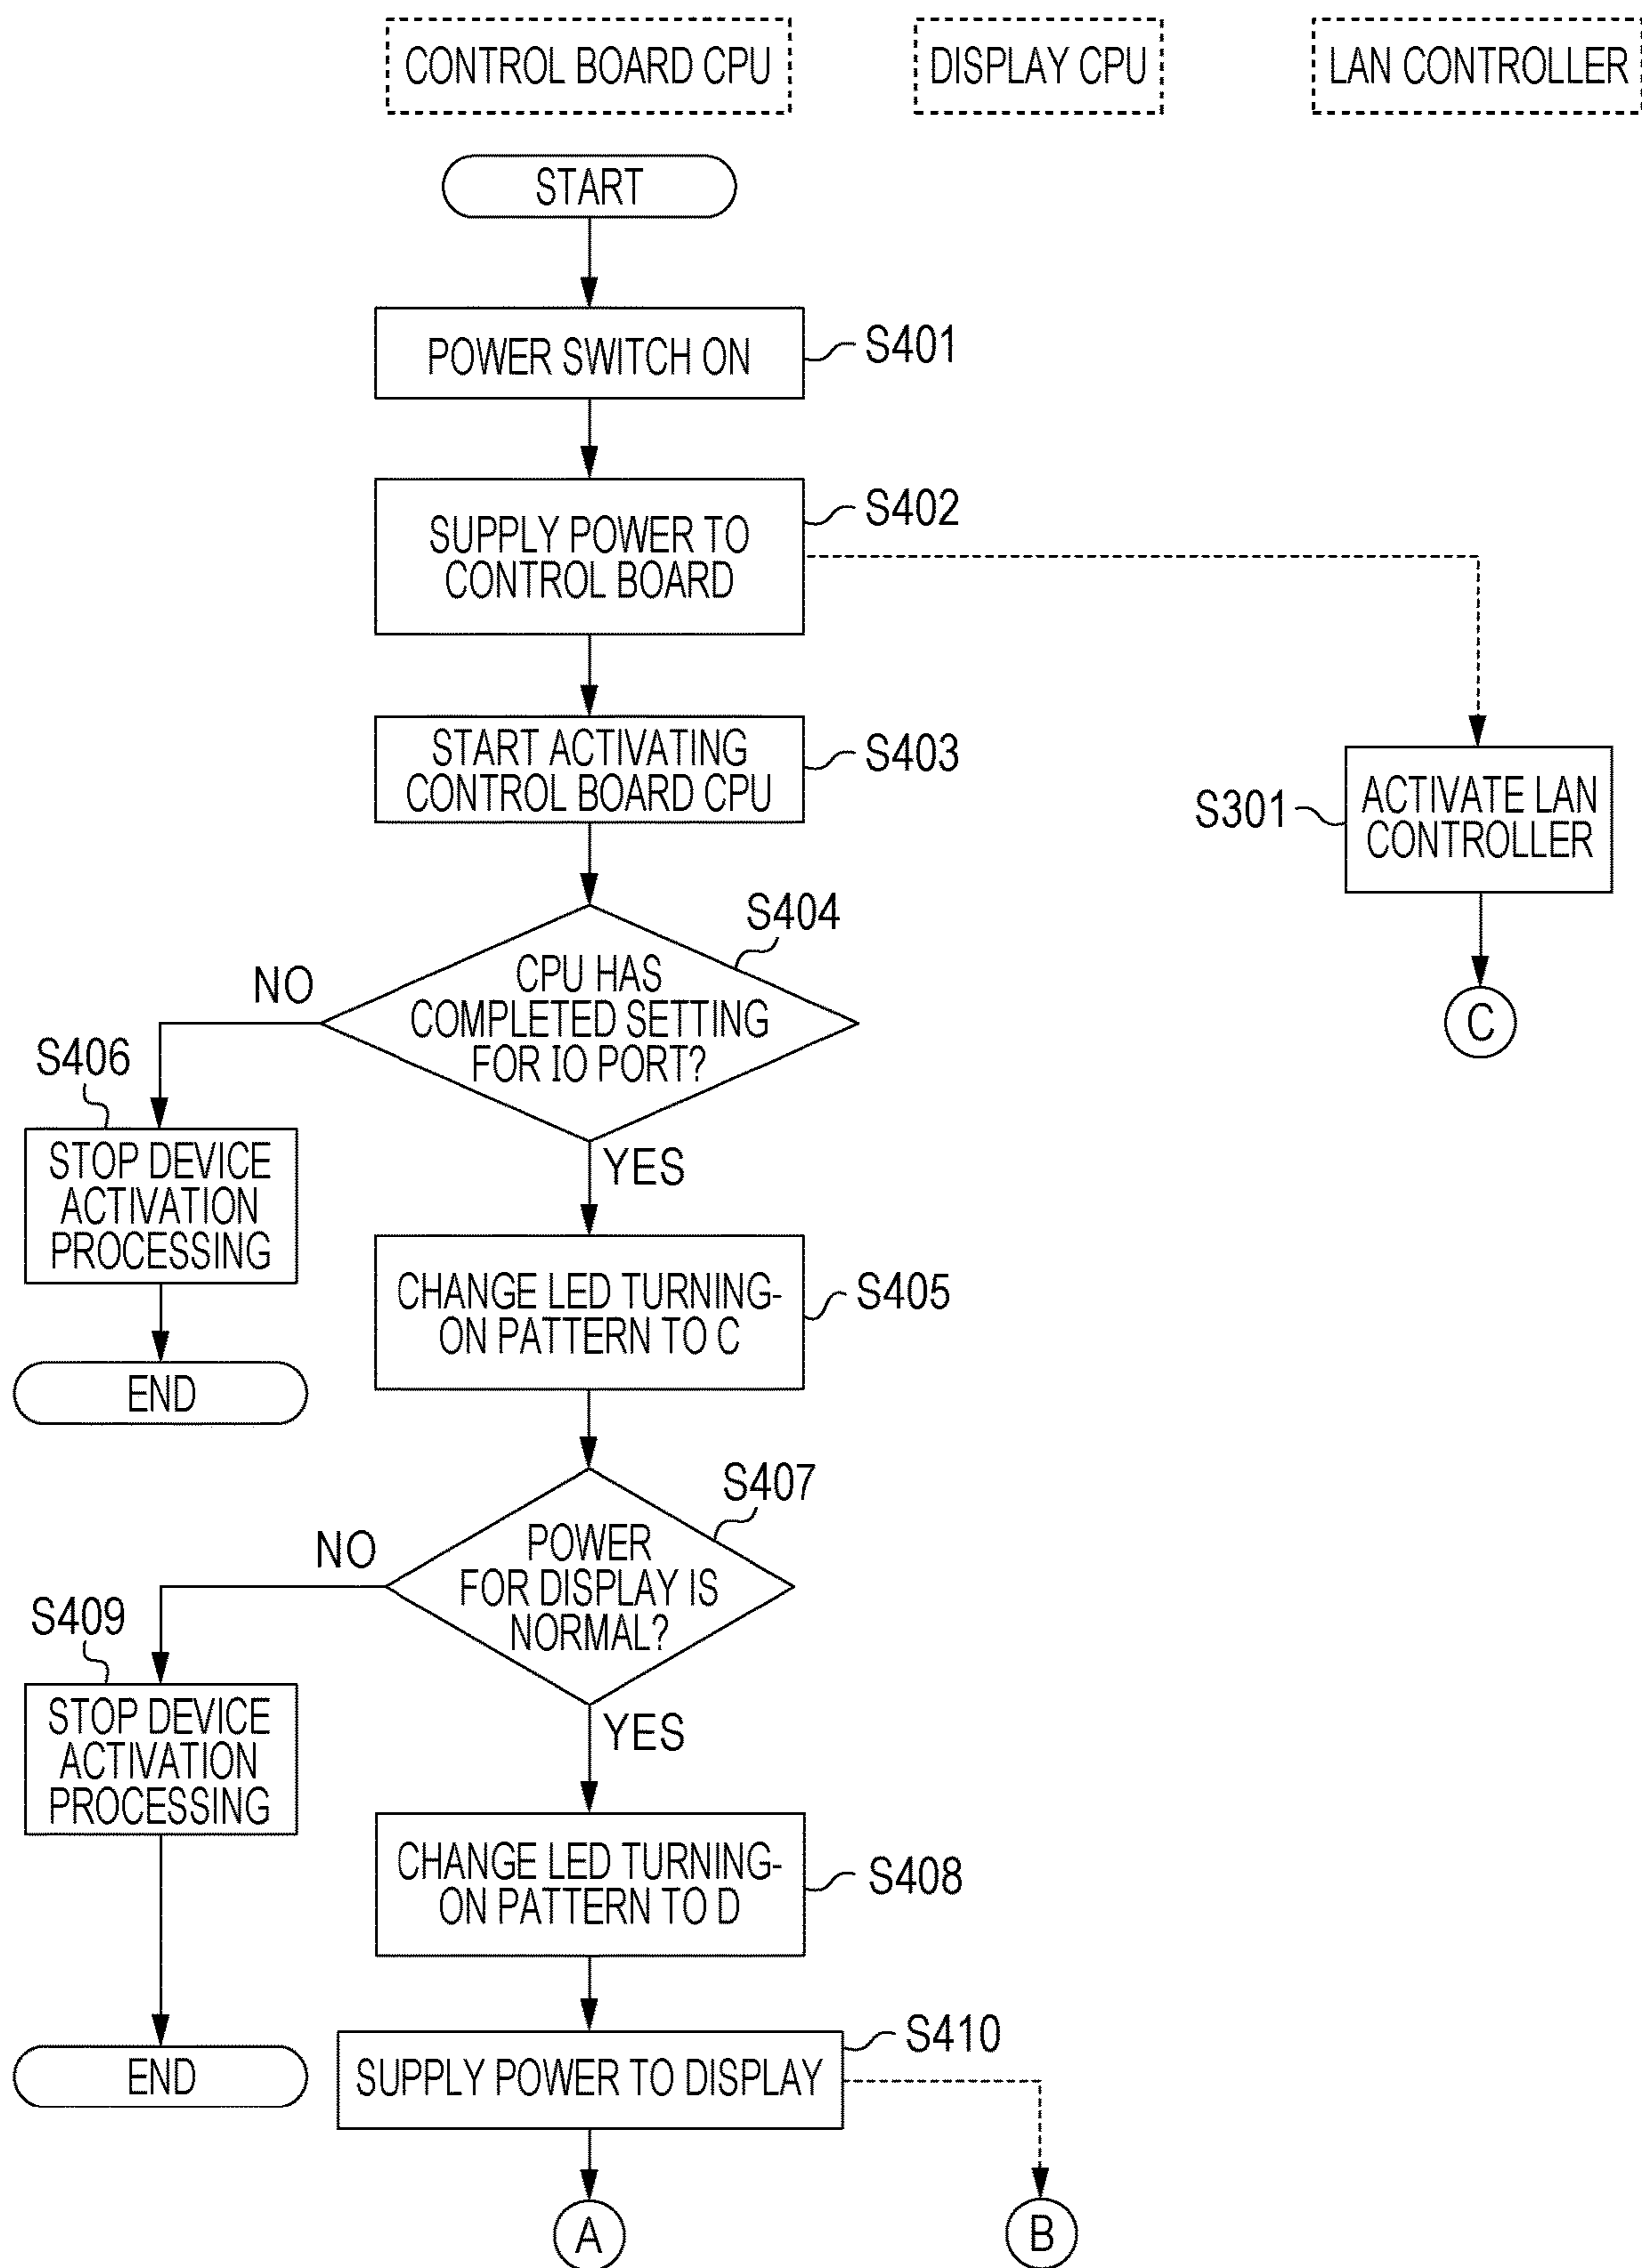 CONTROL BOARD CPU
DISPLAY CPU
LAN CONTROLLER
START
POWER SWITCH ON
S401
SUPPLY POWER TO
CONTROL BOARD
S402
START ACTIVATING
CONTROL BOARD CPU
S403
S301
ACTIVATE LAN
CONTROLLER
C
S404
CPU HAS
COMPLETED SETTING
FOR IO PORT?
NO
YES
S406
STOP DEVICE
ACTIVATION
PROCESSING
END
CHANGE LED TURNING-
ON PATTERN TO C
S405
S407
POWER
FOR DISPLAY IS
NORMAL?
NO
YES
S409
STOP DEVICE
ACTIVATION
PROCESSING
END
CHANGE LED TURNING-
ON PATTERN TO D
S408
S410
SUPPLY POWER TO DISPLAY
A
B